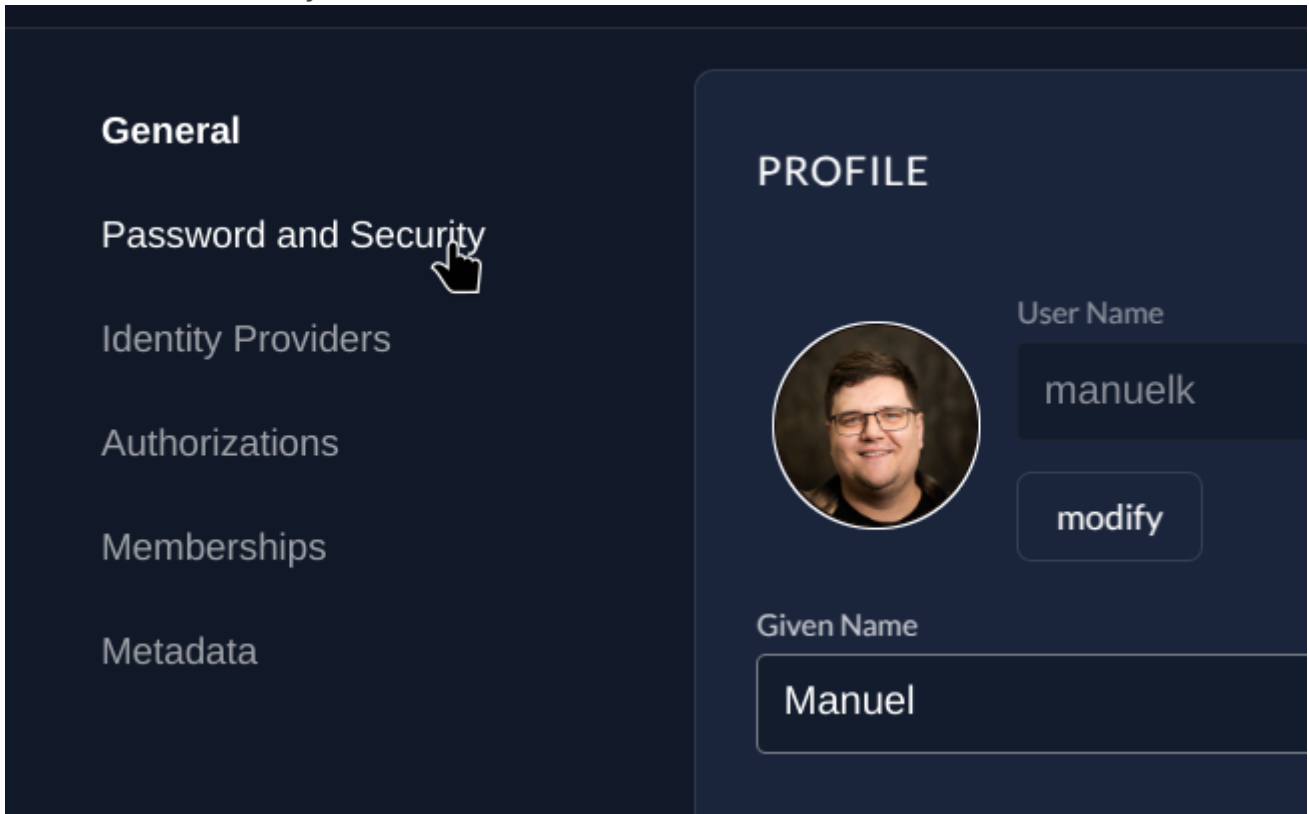 General
Password and Security
Identity Providers
Authorizations
Memberships
Metadata
PROFILE
User Name
manuelk
modify
Given Name
Manuel